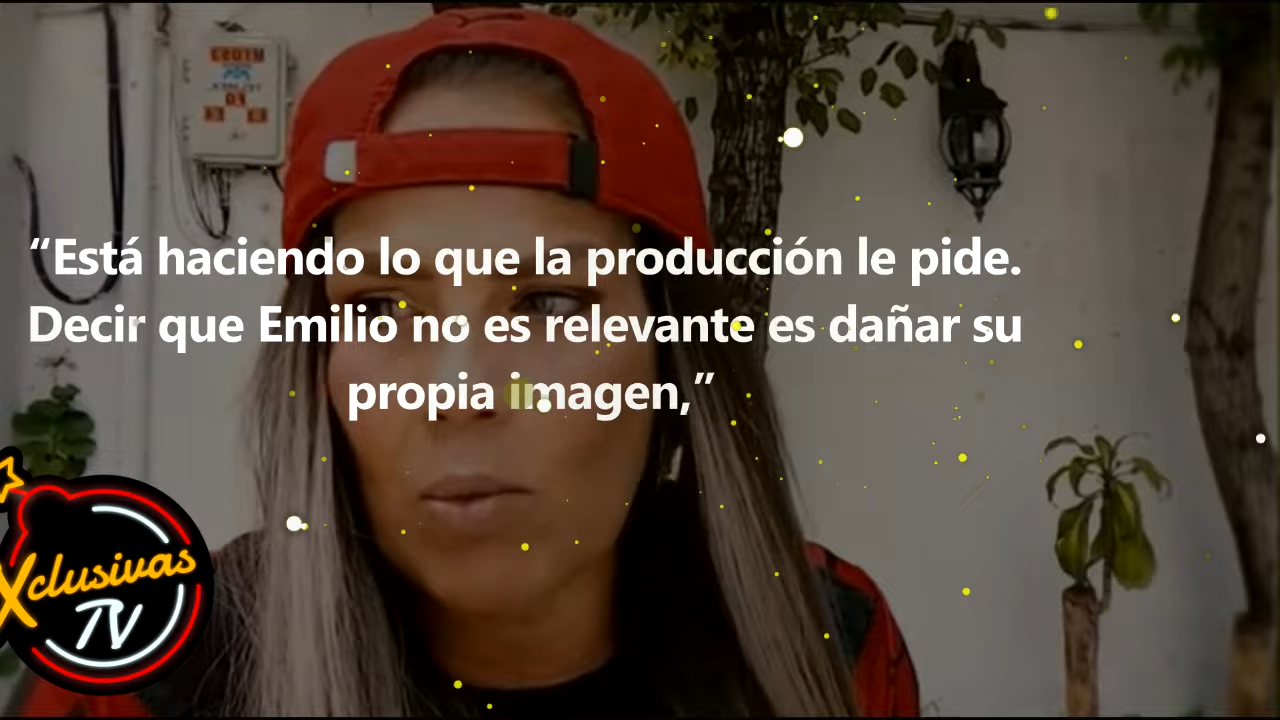 “Está haciendo lo que la producción le pide.
Decir que Emilio no es relevante es dañar su
propia imagen,”
Xclusivas
TV